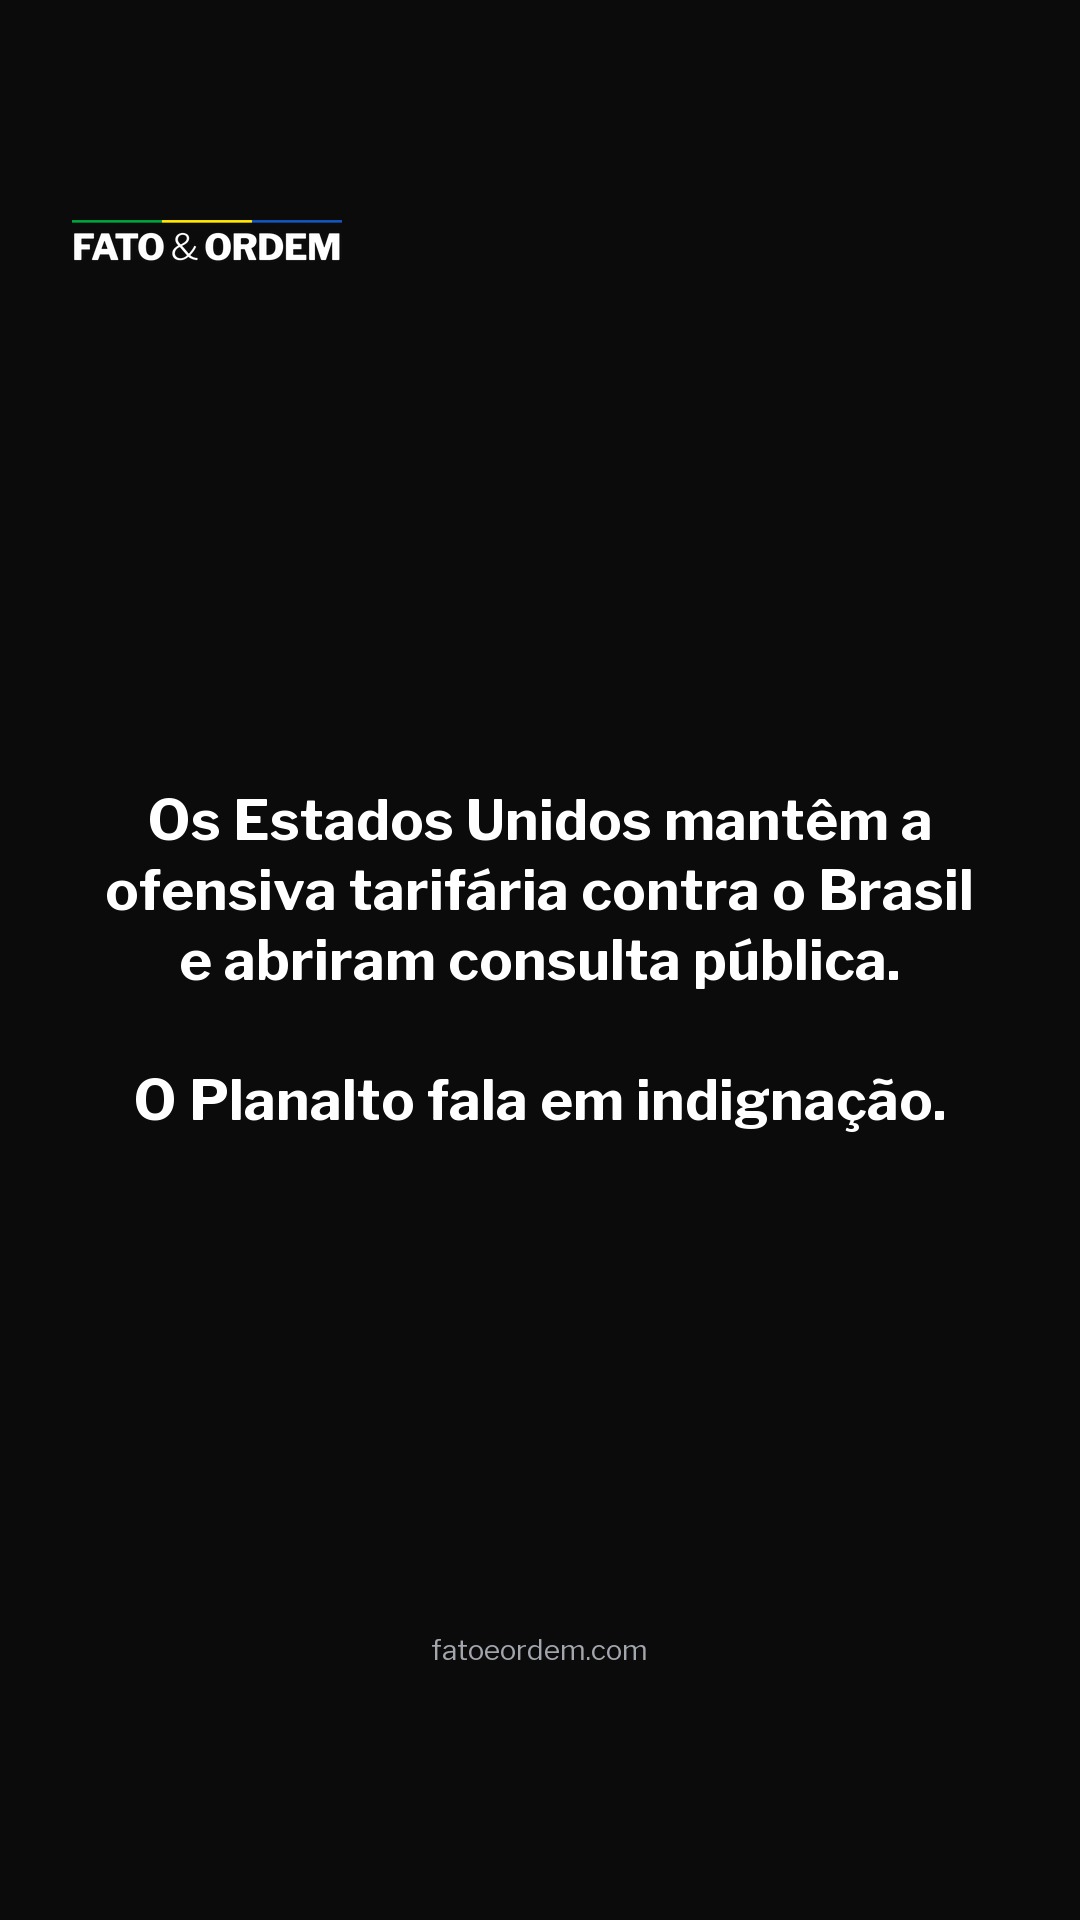 FATO & ORDEM
Os Estados Unidos mantêm a
ofensiva tarifária contra o Brasil
e abriram consulta pública.
O Planalto fala em indignação.
fatoeordem.com